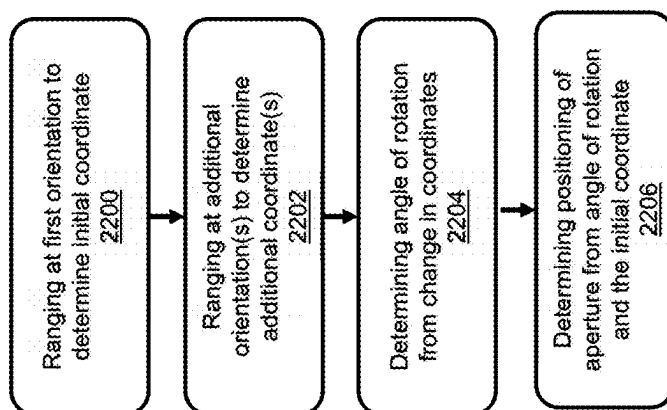 Ranging at first orientation to
determine initial coordinate
2200
Ranging at additional
orientation(s) to determine
additional coordinate(s)
2202
Determining angle of rotation
from change in coordinates
2204
Determining positioning of
aperture from angle of rotation
and the initial coordinate
2206